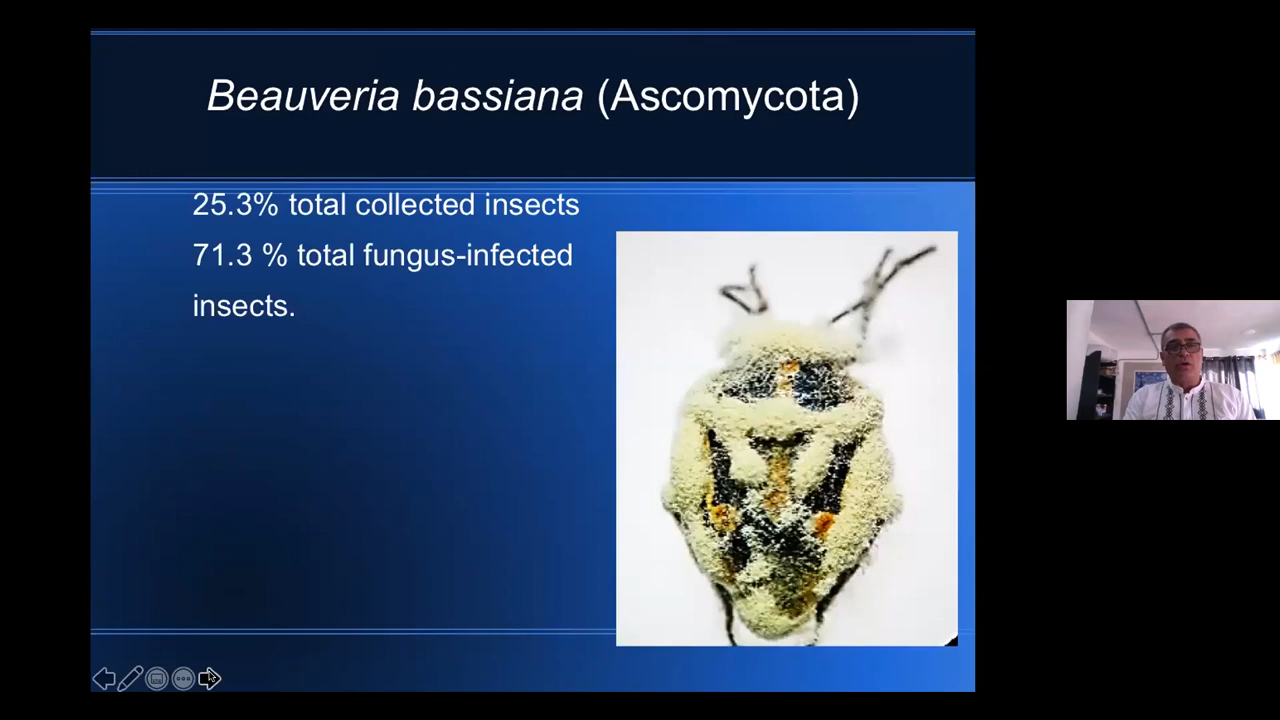 Beauveria bassiana (Ascomycota)
25.3% total collected insects
71.3 % total fungus-infected
insects.